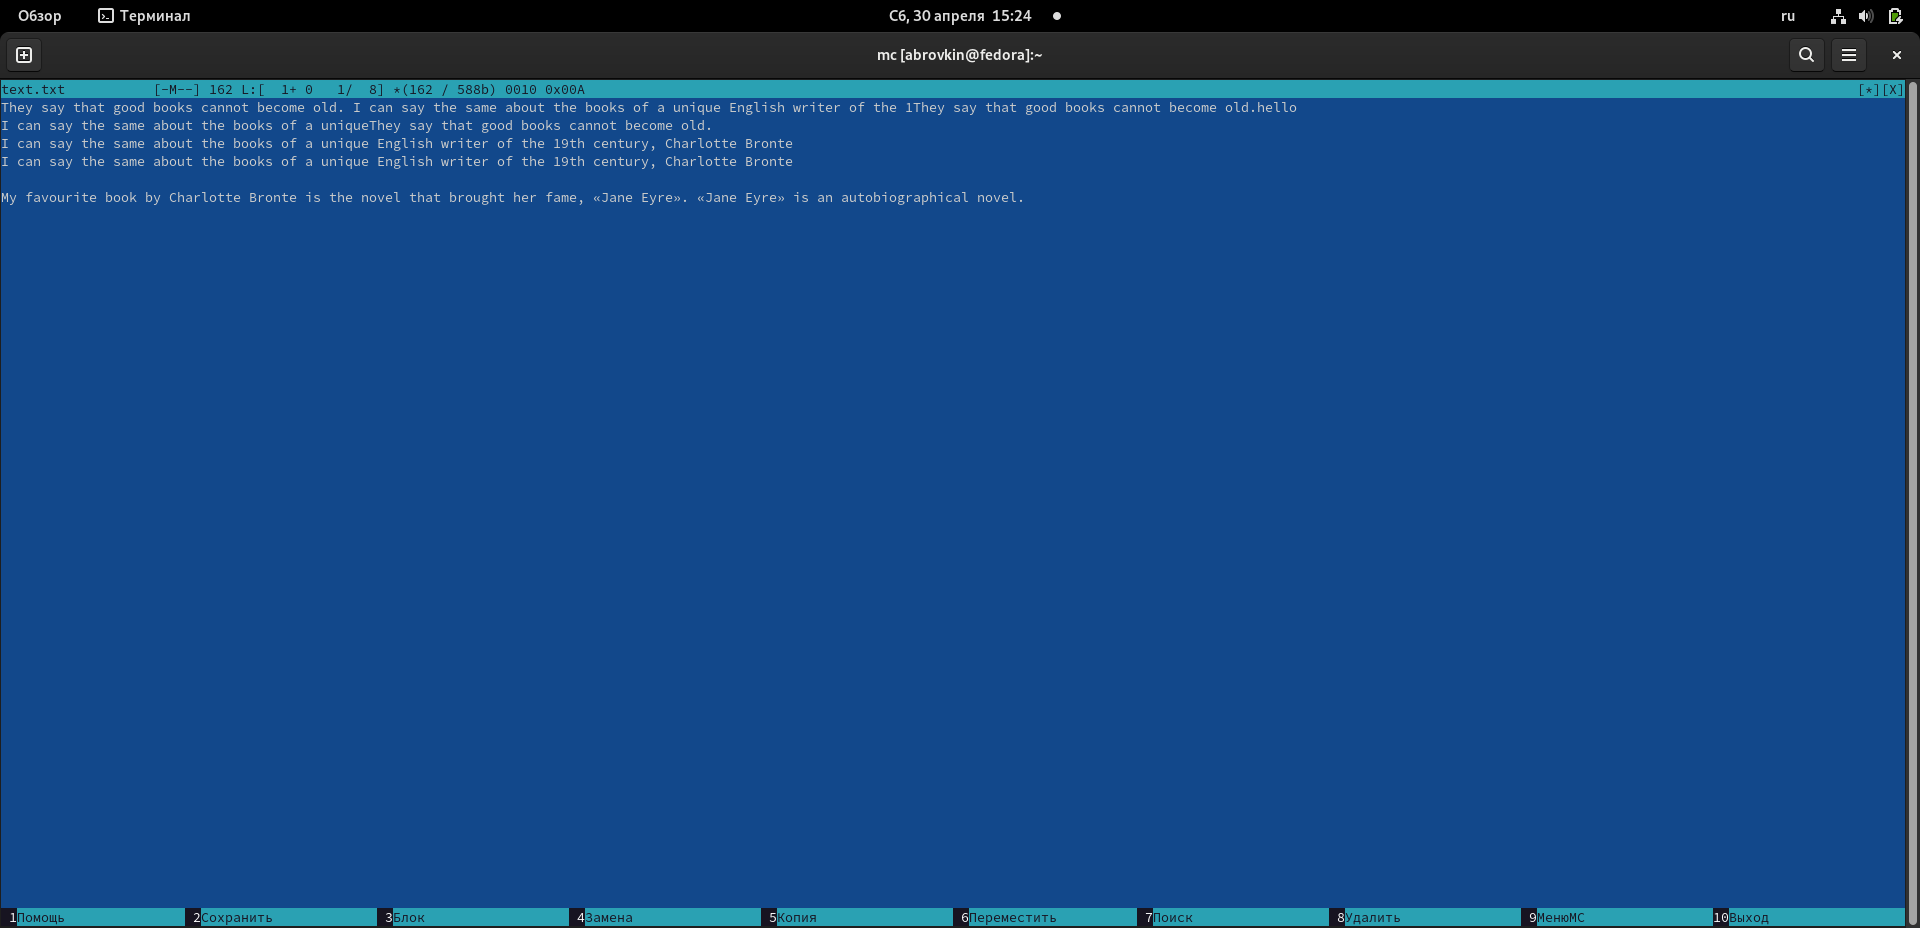 Обзор Терминал Сб, 30 апреля 15:24 ru
mc [abrovkin@fedora]:~
text.txt [-M--] 162 L:[ 1+ 0 1/ 8] *(162 / 588b) 0010 0x00A [*][X]
They say that good books cannot become old. I can say the same about the books of a unique English writer of the 1They say that good books cannot become old.hello
I can say the same about the books of a uniqueThey say that good books cannot become old.
I can say the same about the books of a unique English writer of the 19th century, Charlotte Bronte
I can say the same about the books of a unique English writer of the 19th century, Charlotte Bronte
My favourite book by Charlotte Bronte is the novel that brought her fame, «Jane Eyre». «Jane Eyre» is an autobiographical novel.
1Помощь 2Сохранить 3Блок 4Замена 5Копия 6Переместить 7Поиск 8Удалить 9МенюMC 10Выход